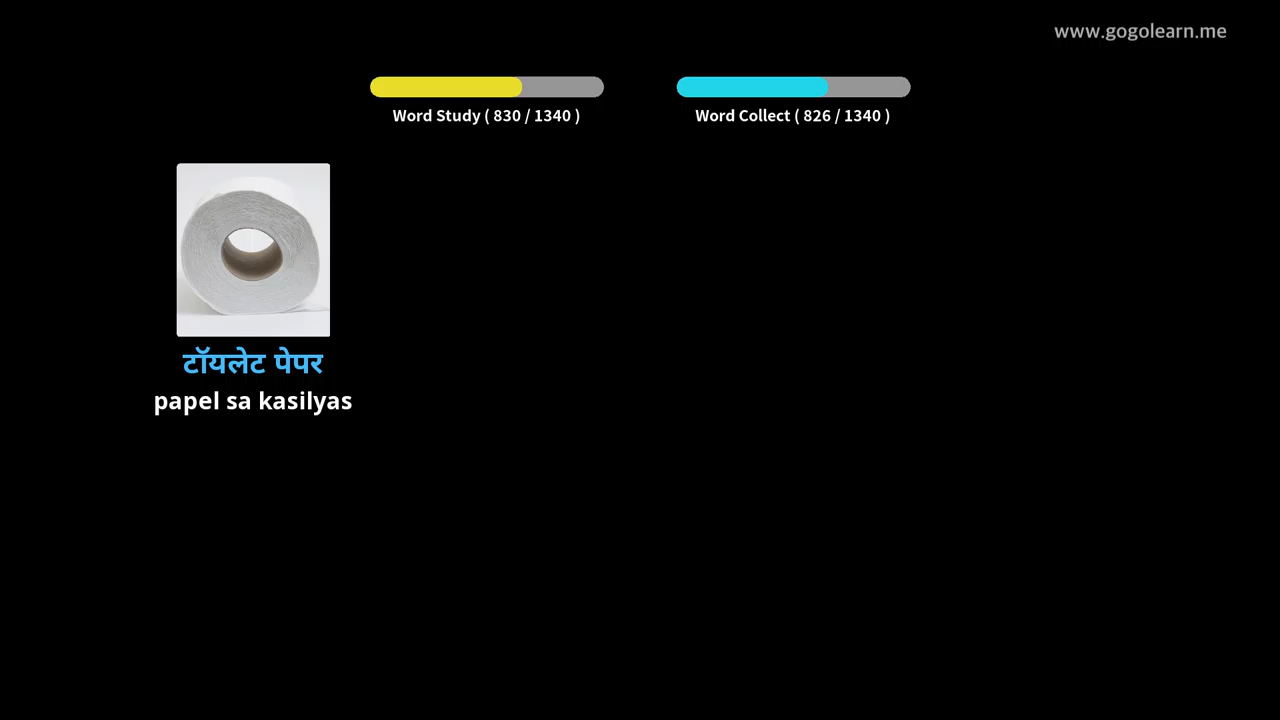 www.gogolearn.me
Word Study ( 830 / 1340 )
Word Collect ( 826 / 1340 )
टॉयलेट पेपर
papel sa kasilyas